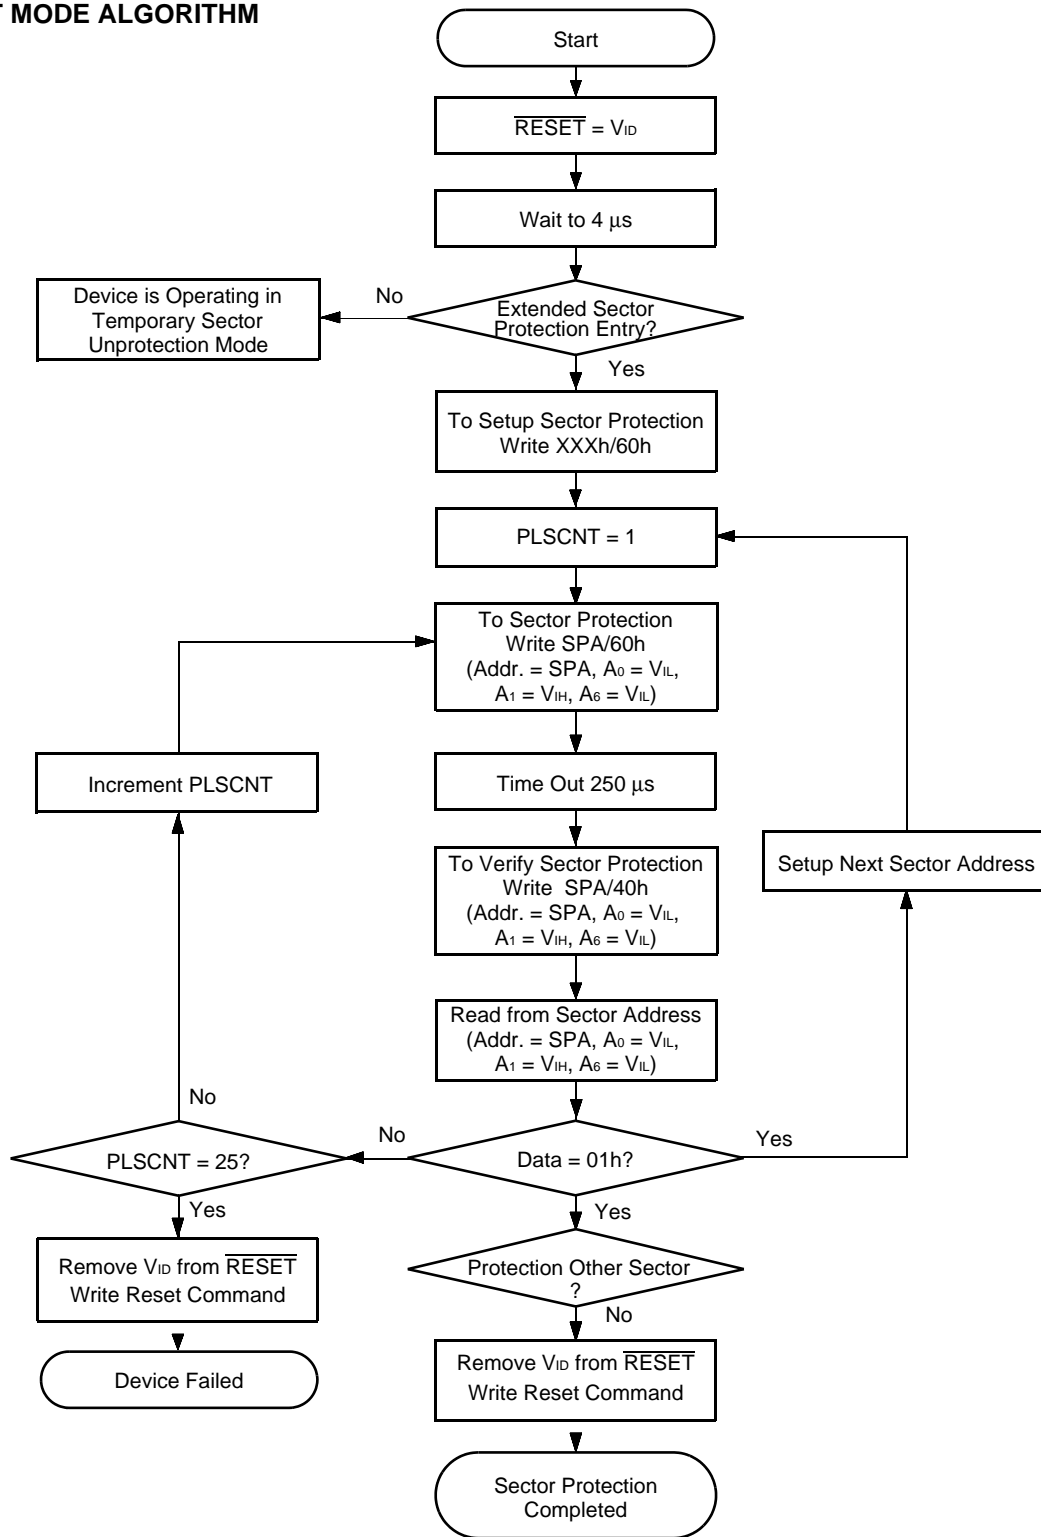 T MODE ALGORITHM
Start
RESET = VID
Wait to 4 μs
Device is Operating in
Temporary Sector
Unprotection Mode
No
Extended Sector
Protection Entry?
Yes
To Setup Sector Protection
Write XXXh/60h
PLSCNT = 1
To Sector Protection
Write SPA/60h
(Addr. = SPA, A0 = VIL,
A1 = VIH, A6 = VIL)
Increment PLSCNT
Time Out 250 μs
Setup Next Sector Address
To Verify Sector Protection
Write SPA/40h
(Addr. = SPA, A0 = VIL,
A1 = VIH, A6 = VIL)
Read from Sector Address
(Addr. = SPA, A0 = VIL,
A1 = VIH, A6 = VIL)
No
PLSCNT = 25?
No
Data = 01h?
Yes
Yes
Yes
Remove VID from RESET
Write Reset Command
Protection Other Sector
?
No
Device Failed
Remove VID from RESET
Write Reset Command
Sector Protection
Completed